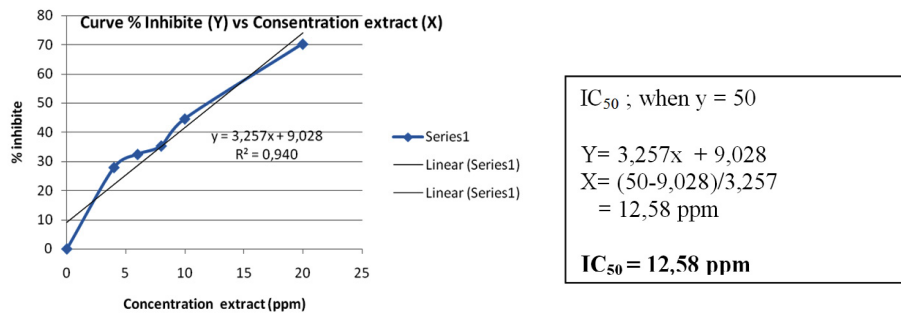 Curve % Inhibite (Y) vs Consentration extract (X)
80
70
60
50
40
30
20
10
0
% inhibite
y = 3,257x + 9,028
R² = 0,940
0 5 10 15 20 25
Concentration extract (ppm)
Series1
Linear (Series1)
Linear (Series1)
IC₅₀ ; when y = 50
Y= 3,257x + 9,028
X= (50-9,028)/3,257
= 12,58 ppm
IC₅₀ = 12,58 ppm